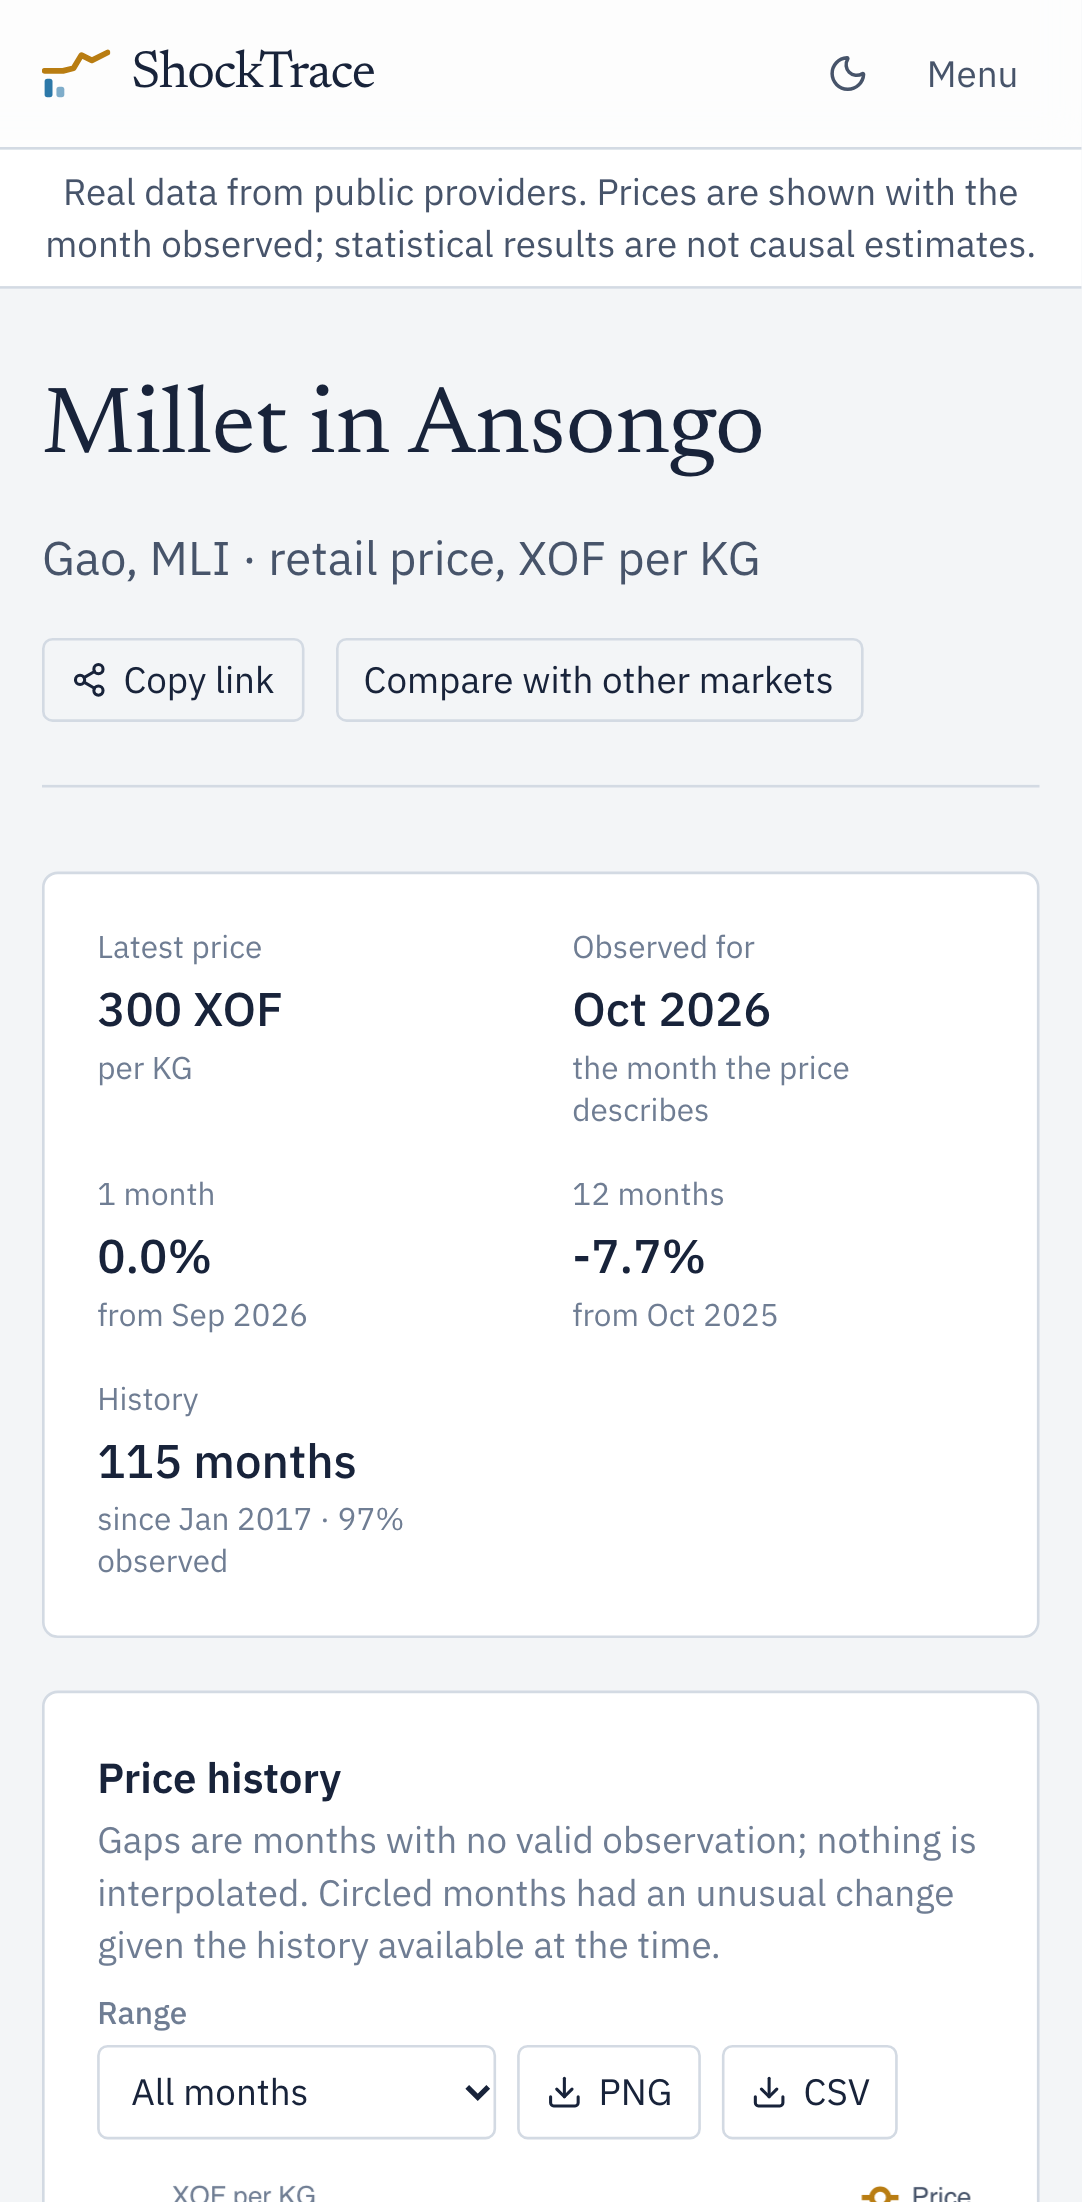 ShockTrace
Menu
Real data from public providers. Prices are shown with the
month observed; statistical results are not causal estimates.
Millet in Ansongo
Gao, MLI · retail price, XOF per KG
Copy link
Compare with other markets
Latest price
300 XOF
per KG
Observed for
Oct 2026
the month the price
describes
1 month
0.0%
from Sep 2026
12 months
-7.7%
from Oct 2025
History
115 months
since Jan 2017 · 97%
observed
Price history
Gaps are months with no valid observation; nothing is
interpolated. Circled months had an unusual change
given the history available at the time.
Range
All months
PNG
CSV
XOF per KG
Price